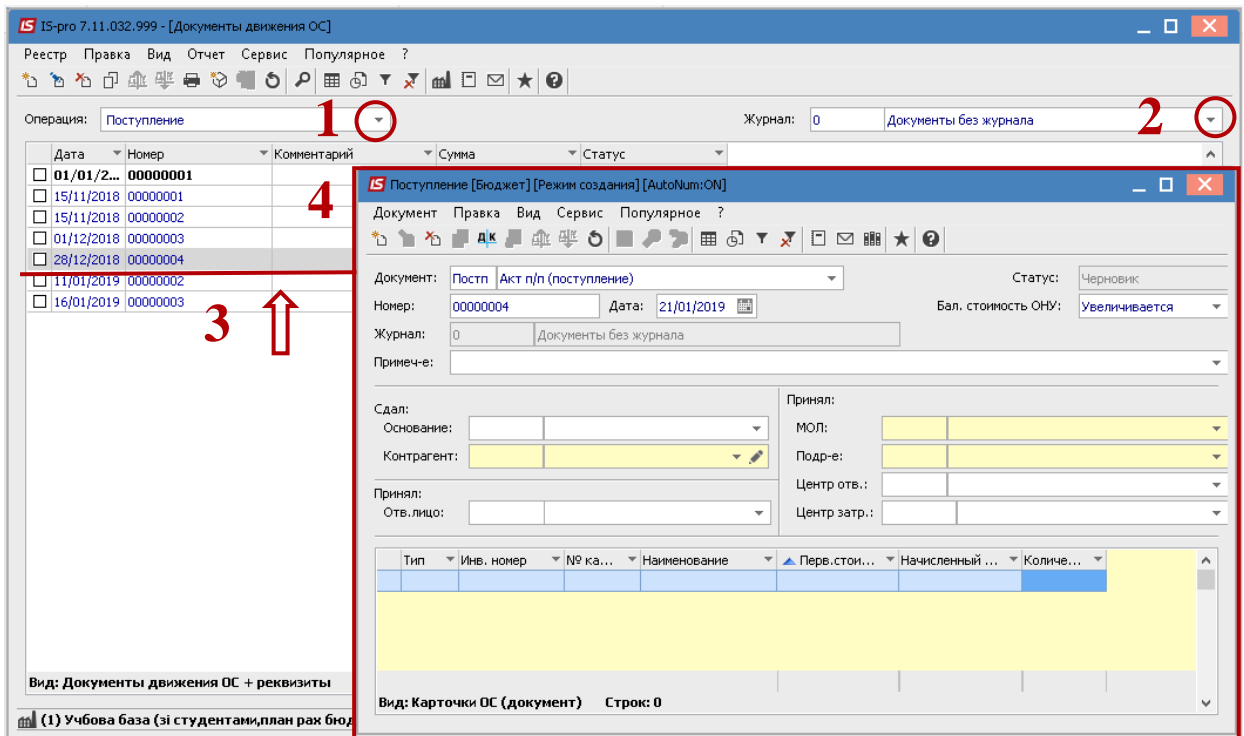 IS-pro 7.11.032.999 - [Документы движения ОС]
Реестр Правка Вид Отчет Сервис Популярное ?
Операция: Поступление 1 Журнал: 0 Документы без журнала 2
Дата Номер Комментарий Сумма Статус
01/01/2... 00000001
15/11/2018 00000001
15/11/2018 00000002
01/12/2018 00000003
28/12/2018 00000004
11/01/2019 00000002
16/01/2019 00000003
4
3
Вид: Документы движения ОС + реквизиты
(1) Учбова база (зі студентами,план рах бюд
Поступление [Бюджет] [Режим создания] [AutoNum:ON]
Документ Правка Вид Сервис Популярное ?
Документ: Постп Акт п/п (поступление) Статус: Черновик
Номер: 00000004 Дата: 21/01/2019 Бал. стоимость ОНУ: Увеличивается
Журнал: 0 Документы без журнала
Примеч-е:
Сдал:
Основание:
Контрагент:
Принял:
Отв.лицо:
Принял:
МОЛ:
Подр-е:
Центр отв.:
Центр затр.:
Тип Инв. номер № ка... Наименование Перв.стои... Начисленный ... Количе...
Вид: Карточки ОС (документ) Строк: 0